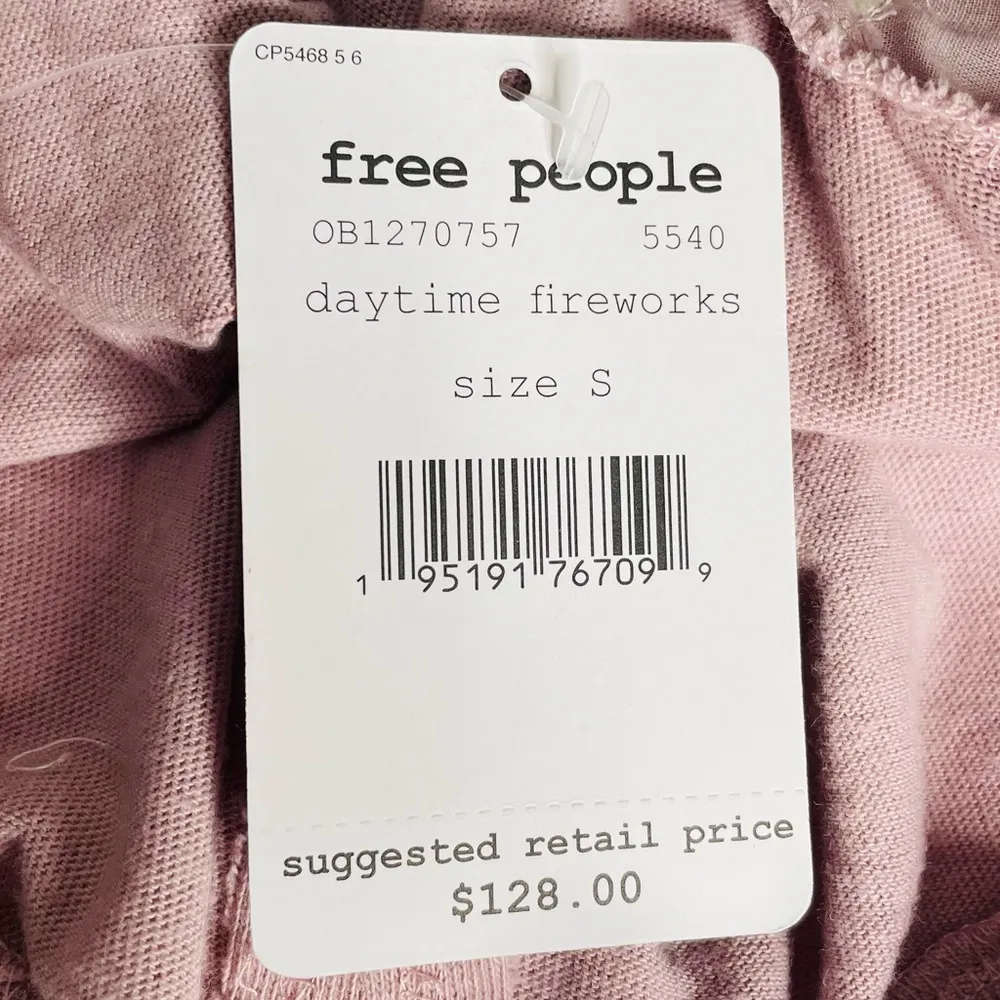 CP5468 5 6
free people
OB1270757 5540
daytime fireworks
size S
1 95191 76709 9
suggested retail price
$128.00